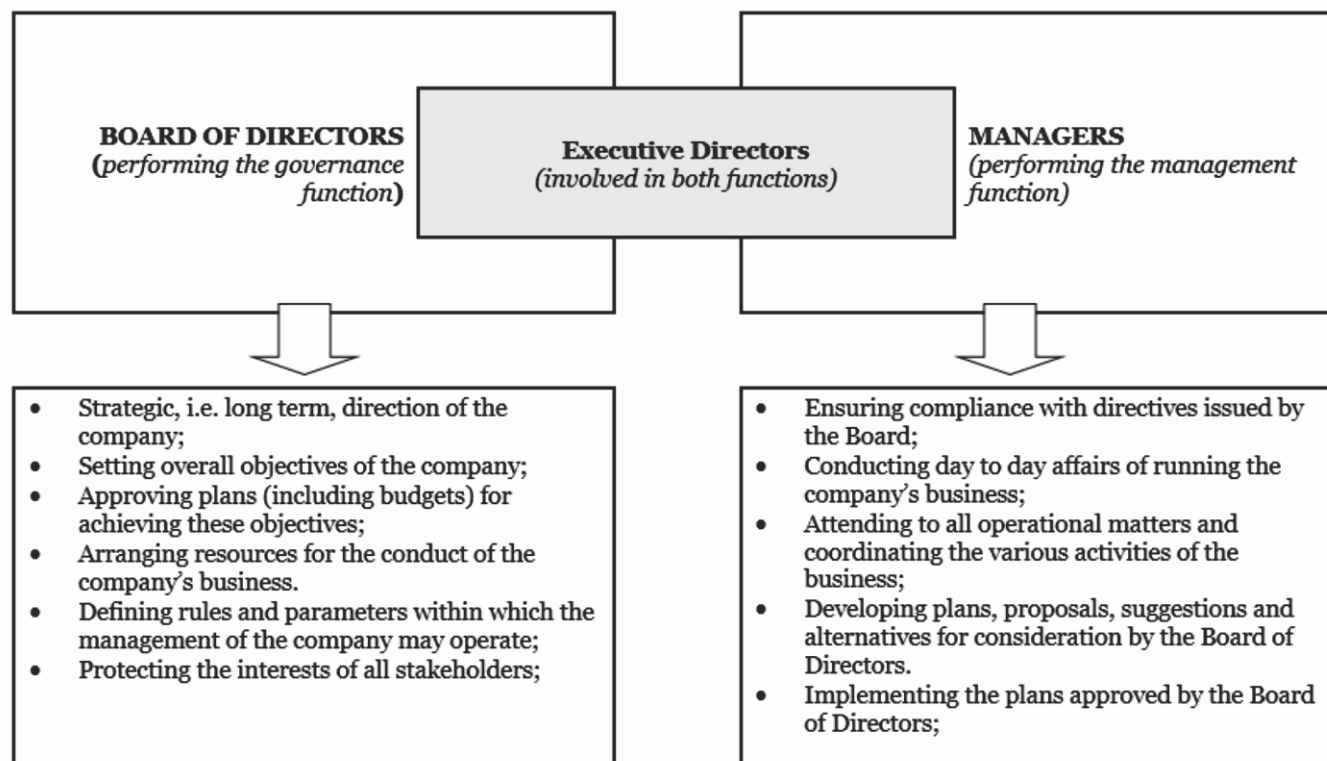 BOARD OF DIRECTORS
(performing the governance
function)
Executive Directors
(involved in both functions)
MANAGERS
(performing the management
function)
• Strategic, i.e. long term, direction of the
company;
• Setting overall objectives of the company;
• Approving plans (including budgets) for
achieving these objectives;
• Arranging resources for the conduct of the
company's business.
• Defining rules and parameters within which the
management of the company may operate;
• Protecting the interests of all stakeholders;
• Ensuring compliance with directives issued by
the Board;
• Conducting day to day affairs of running the
company's business;
• Attending to all operational matters and
coordinating the various activities of the
business;
• Developing plans, proposals, suggestions and
alternatives for consideration by the Board of
Directors.
• Implementing the plans approved by the Board
of Directors;